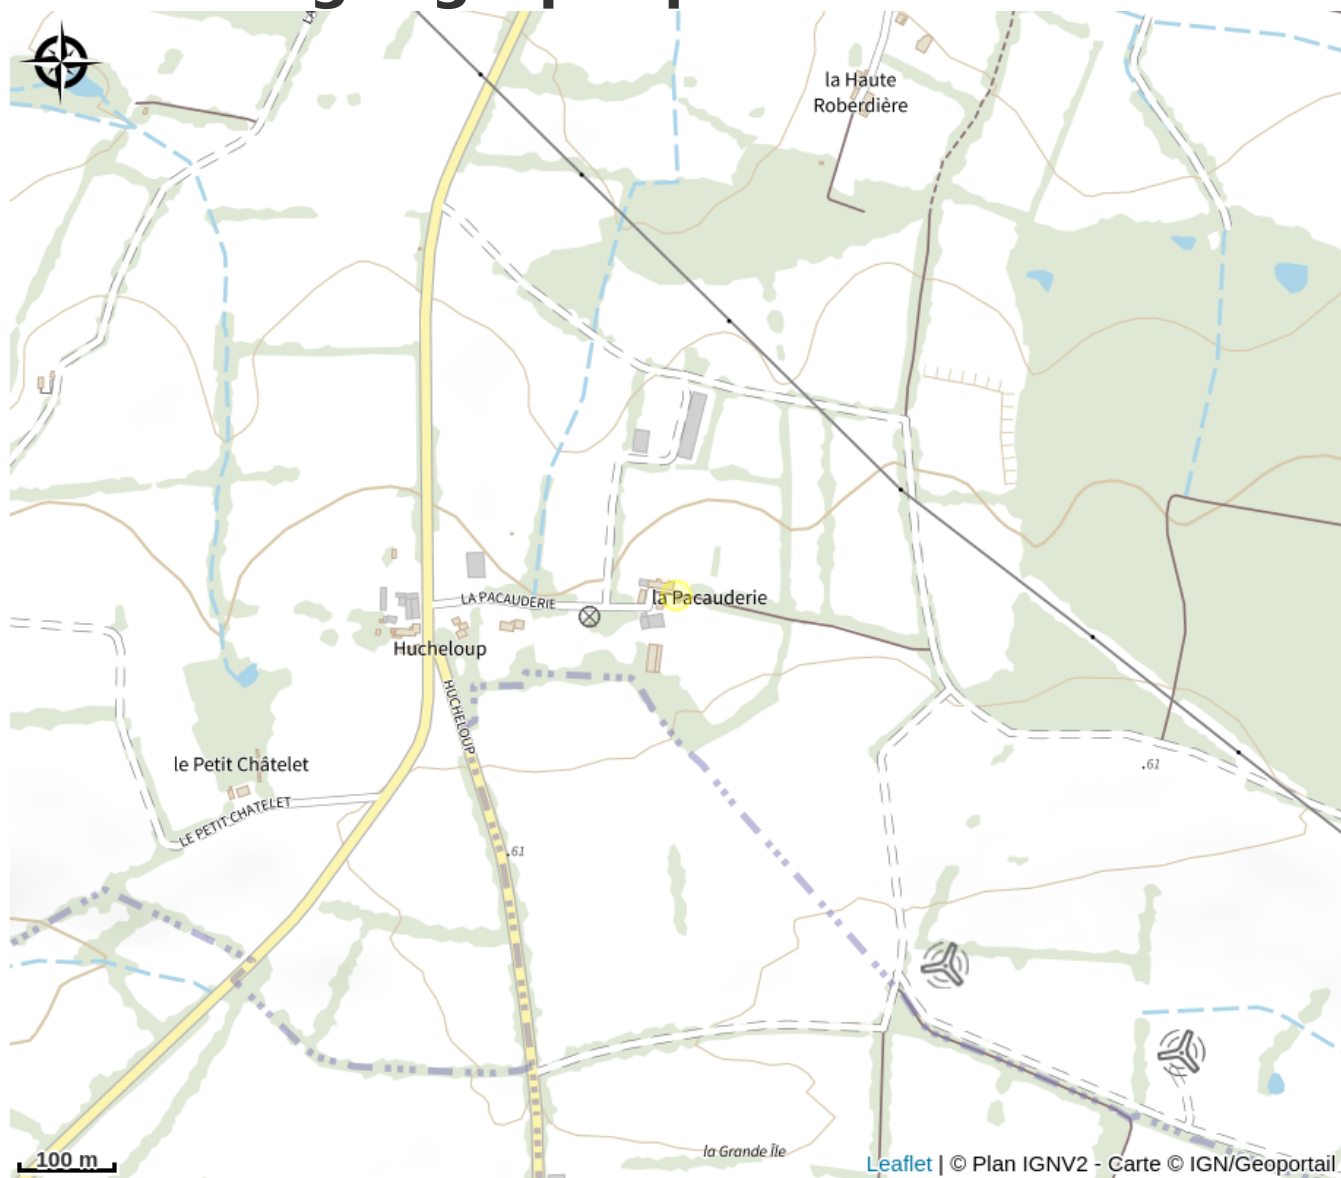 LA
la Haute
Roberdière
LA PACAUDERIE
la Pacauderie
Hucheloup
HUCHELOUP
le Petit Châtelet
.61
LE PETIT CHATELET
.61
la Grande Île
100 m
Leaflet | © Plan IGNV2 - Carte © IGN/Geoportail